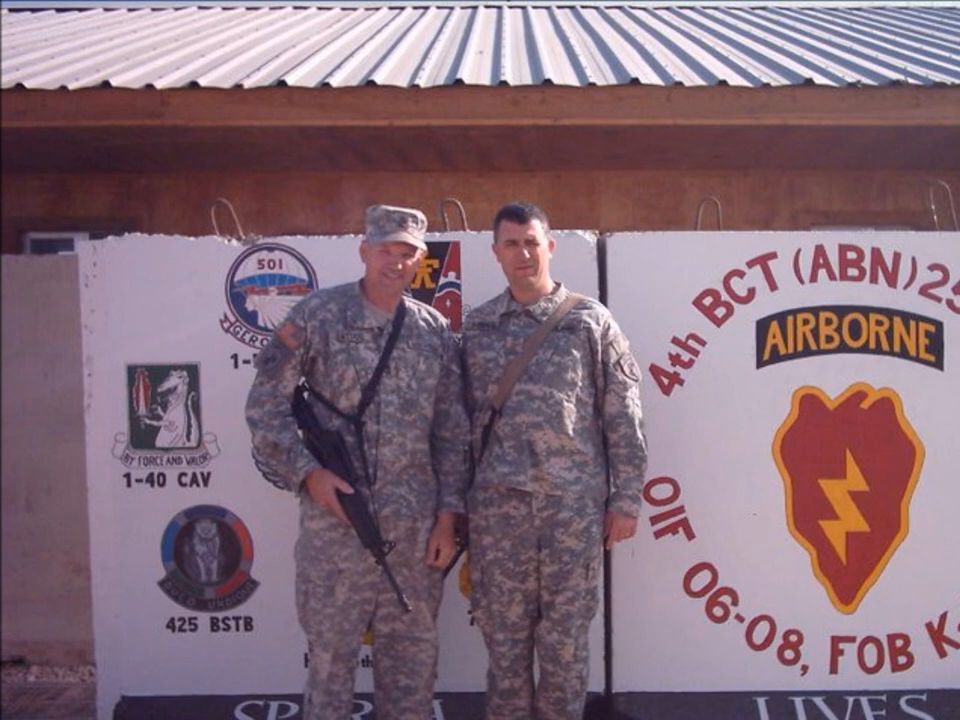 501
GERO
1-
BY FORCE AND VALOR
1-40 CAV
425 BSTB
4th BCT (ABN) 25
AIRBORNE
OIF 06-08, FOB K
LIVES